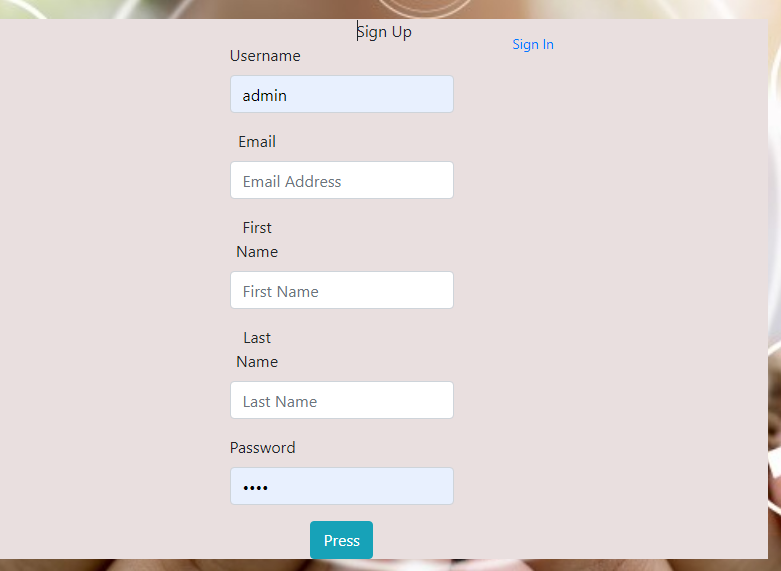 Sign Up
Sign In
Username
admin
Email
Email Address
First
Name
First Name
Last
Name
Last Name
Password
••••
Press